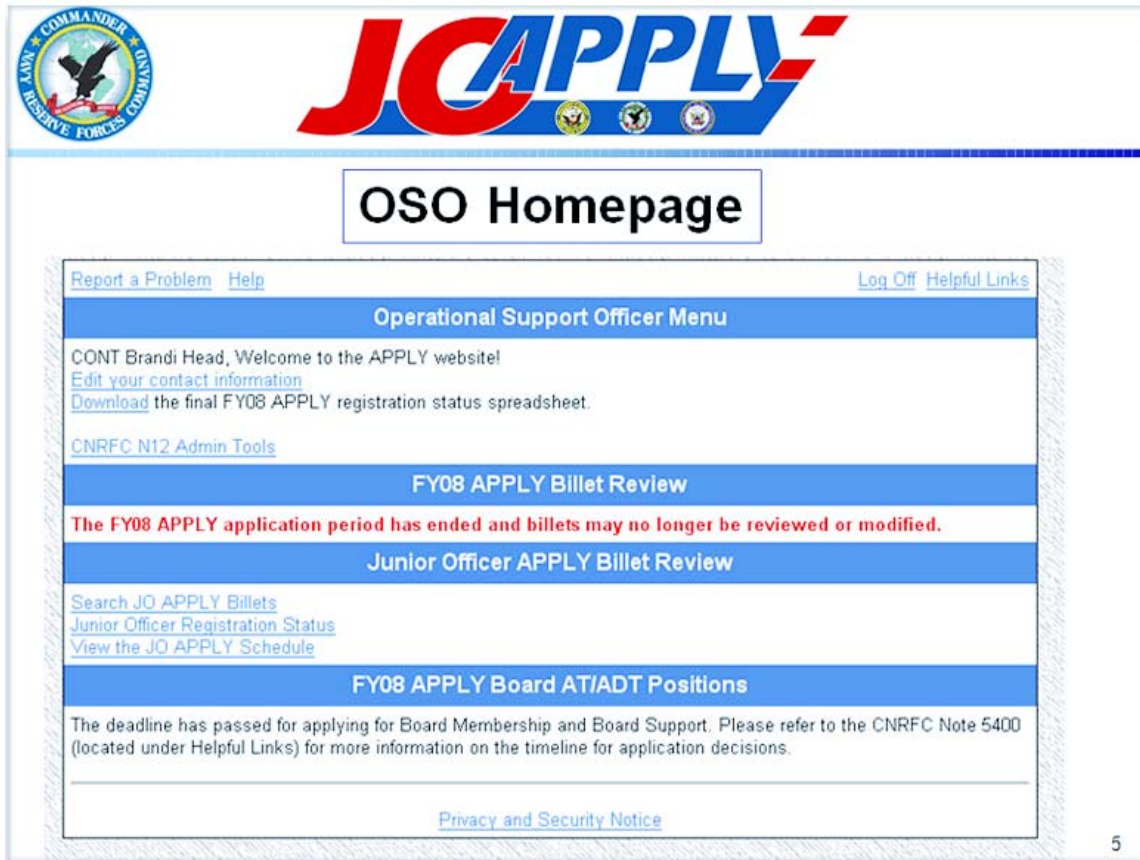 COMMANDER
NAVY RESERVE FORCES COMMAND
JOAPPLY
OSO Homepage
Report a Problem Help Log Off Helpful Links
Operational Support Officer Menu
CONT Brandi Head, Welcome to the APPLY website!
Edit your contact information
Download the final FY08 APPLY registration status spreadsheet.
CNRFC N12 Admin Tools
FY08 APPLY Billet Review
The FY08 APPLY application period has ended and billets may no longer be reviewed or modified.
Junior Officer APPLY Billet Review
Search JO APPLY Billets
Junior Officer Registration Status
View the JO APPLY Schedule
FY08 APPLY Board AT/ADT Positions
The deadline has passed for applying for Board Membership and Board Support. Please refer to the CNRFC Note 5400
(located under Helpful Links) for more information on the timeline for application decisions.
Privacy and Security Notice
5